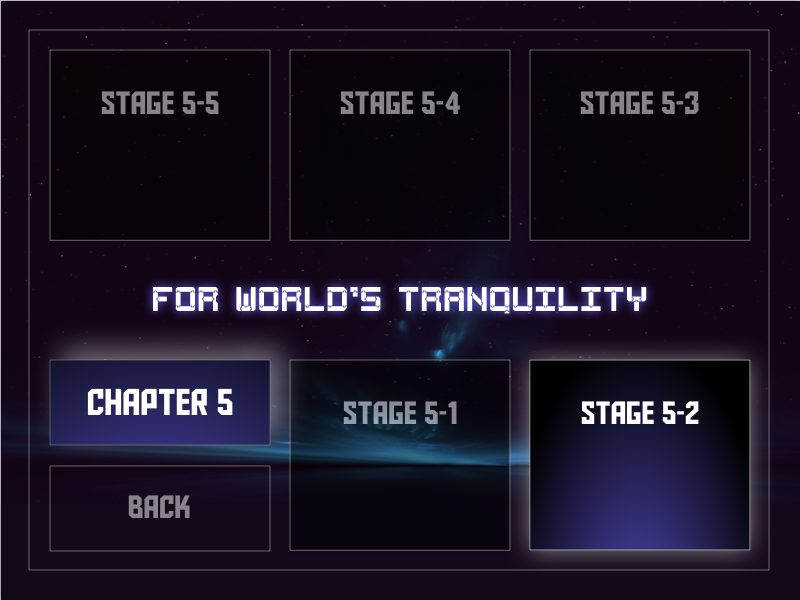 STAGE 5-5
STAGE 5-4
STAGE 5-3
FOR WORLD'S TRANQUILITY
CHAPTER 5
STAGE 5-1
STAGE 5-2
BACK